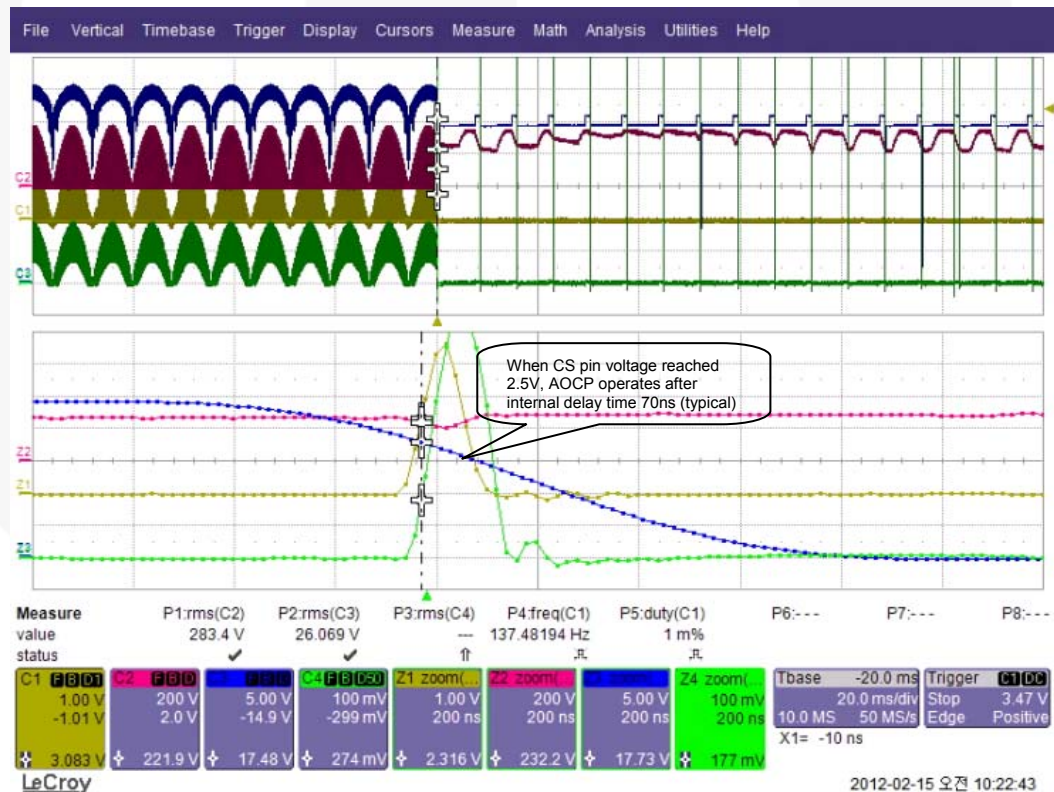 File Vertical Timebase Trigger Display Cursors Measure Math Analysis Utilities Help
C2
C1
C3
When CS pin voltage reached
2.5V, AOCP operates after
internal delay time 70ns (typical)
Z2
Z1
Z3
Measure P1:rms(C2) P2:rms(C3) P3:rms(C4) P4:freq(C1) P5:duty(C1) P6:--- P7:--- P8:---
value 283.4 V 26.069 V --- 137.48194 Hz 1 m%
status
C1 F B D1 C2 F B D C4 F B D50 Z1 zoom(... Z2 zoom(... zoom(... Z4 zoom(... Tbase -20.0 ms Trigger C1 DC
1.00 V 200 V 5.00 V 100 mV 1.00 V 200 V 5.00 V 100 mV 20.0 ms/div Stop 3.47 V
-1.01 V 2.0 V -14.9 V -299 mV 200 ns 200 ns 200 ns 200 ns 10.0 MS 50 MS/s Edge Positive
X1= -10 ns
3.083 V 221.9 V 17.48 V 274 mV 2.316 V 232.2 V 17.73 V 177 mV
LeCroy 2012-02-15 오전 10:22:43